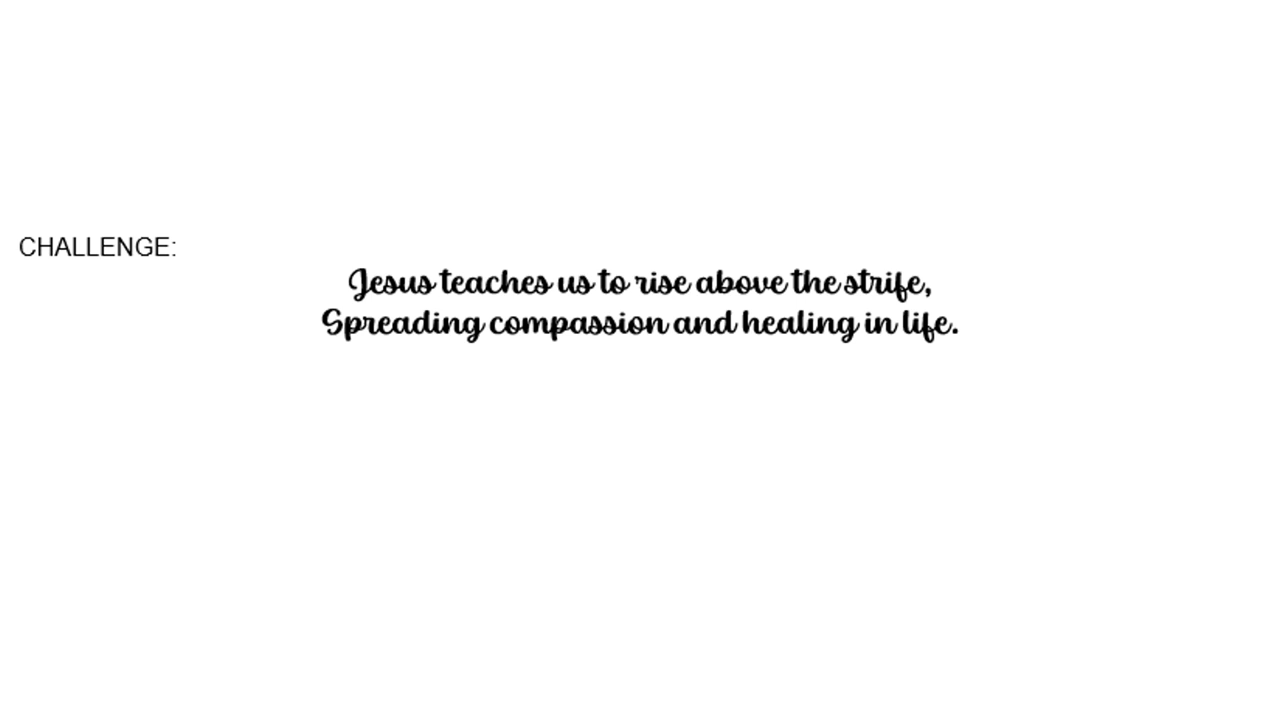 CHALLENGE:
Jesus teaches us to rise above the strife,
Spreading compassion and healing in life.